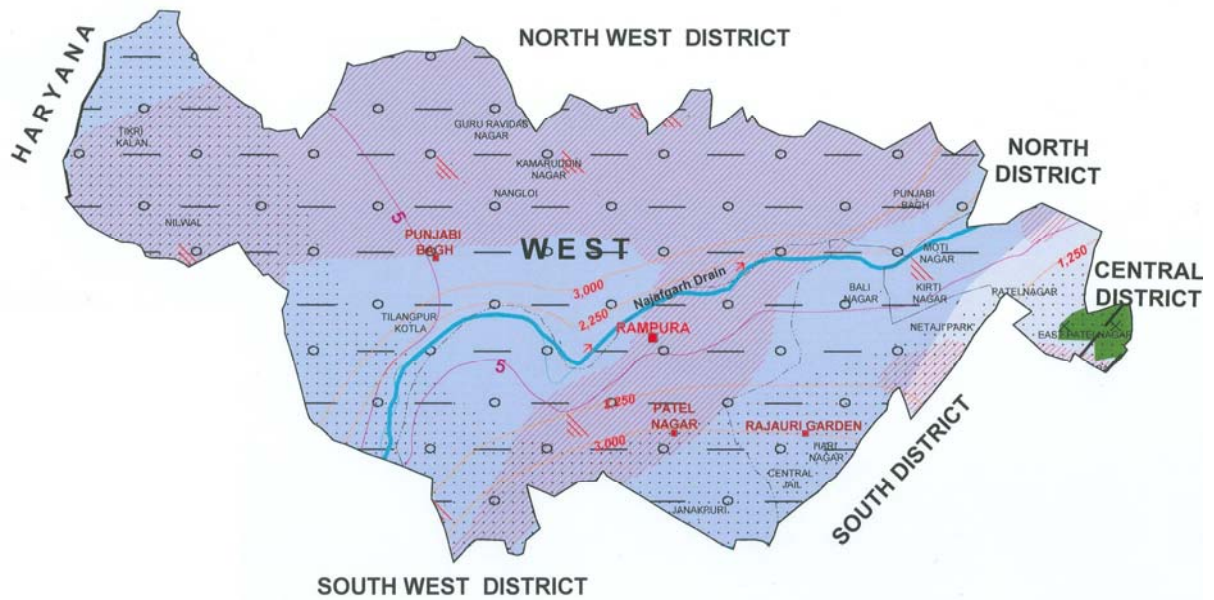 NORTH WEST DISTRICT
HARYANA
TIKRI
KALAN
GURU RAVIDAS
NAGAR
KAMARUDDIN
NAGAR
NANGLOI
NORTH
DISTRICT
PUNJABI
BAGH
NILWAL
5
PUNJABI
BAGH
WEST
MOTI
NAGAR
1,250
CENTRAL
DISTRICT
Najafgarh Drain
3,000
BALI
NAGAR
KIRTI
NAGAR
PATELNAGAR
TILANGPUR
KOTLA
2,250
RAMPURA
NETAJI PARK
EAST PATELNAGAR
5
2,250
PATEL
NAGAR
RAJAURI GARDEN
3,000
HARI
NAGAR
CENTRAL
JAIL
JANAKPURI
SOUTH DISTRICT
SOUTH WEST DISTRICT